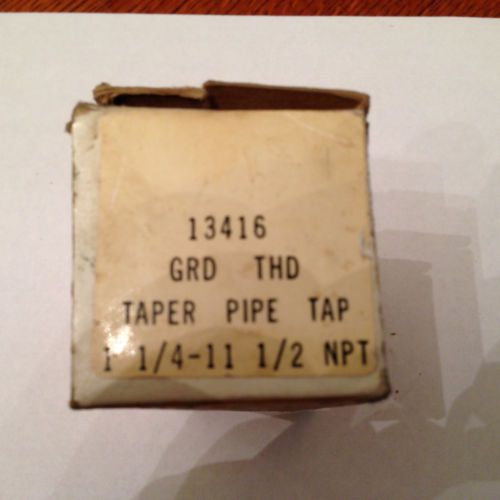 13416
GRD THD
TAPER PIPE TAP
1 1/4-11 1/2 NPT